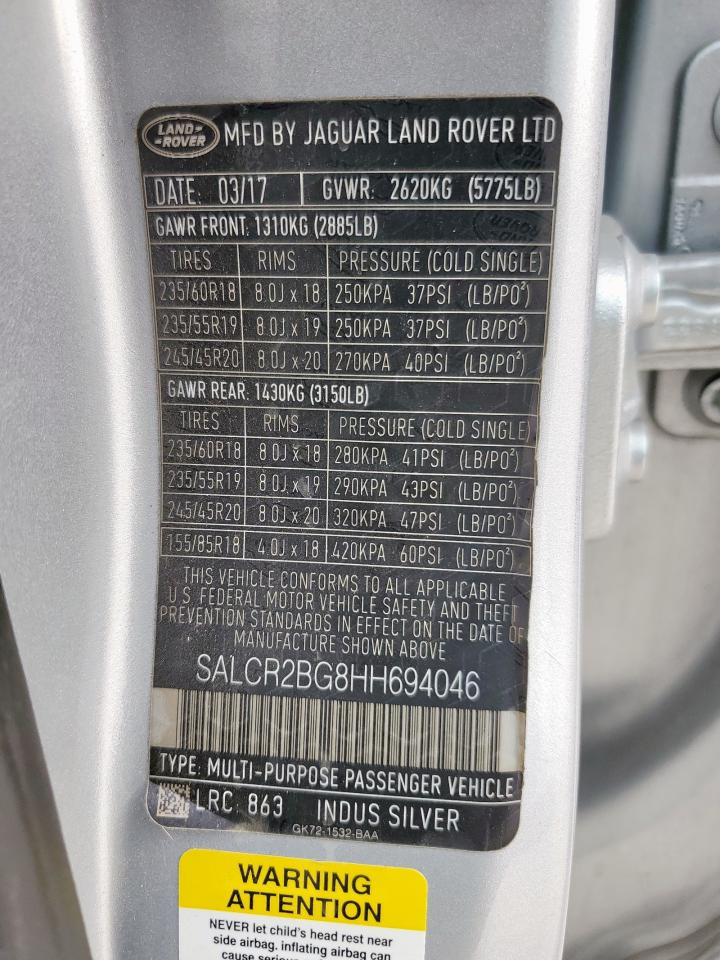 LAND-
-ROVER
MFD BY JAGUAR LAND ROVER LTD
DATE: 03/17 GVWR: 2620KG (5775LB)
GAWR FRONT: 1310KG (2885LB)
TIRES RIMS PRESSURE (COLD SINGLE)
235/60R18 8.0J x 18 250KPA 37PSI (LB/PO²)
235/55R19 8.0J x 19 250KPA 37PSI (LB/PO²)
245/45R20 8.0J x 20 270KPA 40PSI (LB/PO²)
GAWR REAR: 1430KG (3150LB)
TIRES RIMS PRESSURE (COLD SINGLE)
235/60R18 8.0J x 18 280KPA 41PSI (LB/PO²)
235/55R19 8.0J x 19 290KPA 43PSI (LB/PO²)
245/45R20 8.0J x 20 320KPA 47PSI (LB/PO²)
155/85R18 4.0J x 18 420KPA 60PSI (LB/PO²)
THIS VEHICLE CONFORMS TO ALL APPLICABLE
U.S. FEDERAL MOTOR VEHICLE SAFETY AND THEFT
PREVENTION STANDARDS IN EFFECT ON THE DATE OF
MANUFACTURE SHOWN ABOVE
SALCR2BG8HH694046
TYPE: MULTI-PURPOSE PASSENGER VEHICLE
LRC: 863 INDUS SILVER
GK72-1532-BAA
WARNING
ATTENTION
NEVER let child's head rest near
side airbag. inflating airbag can
cause serious